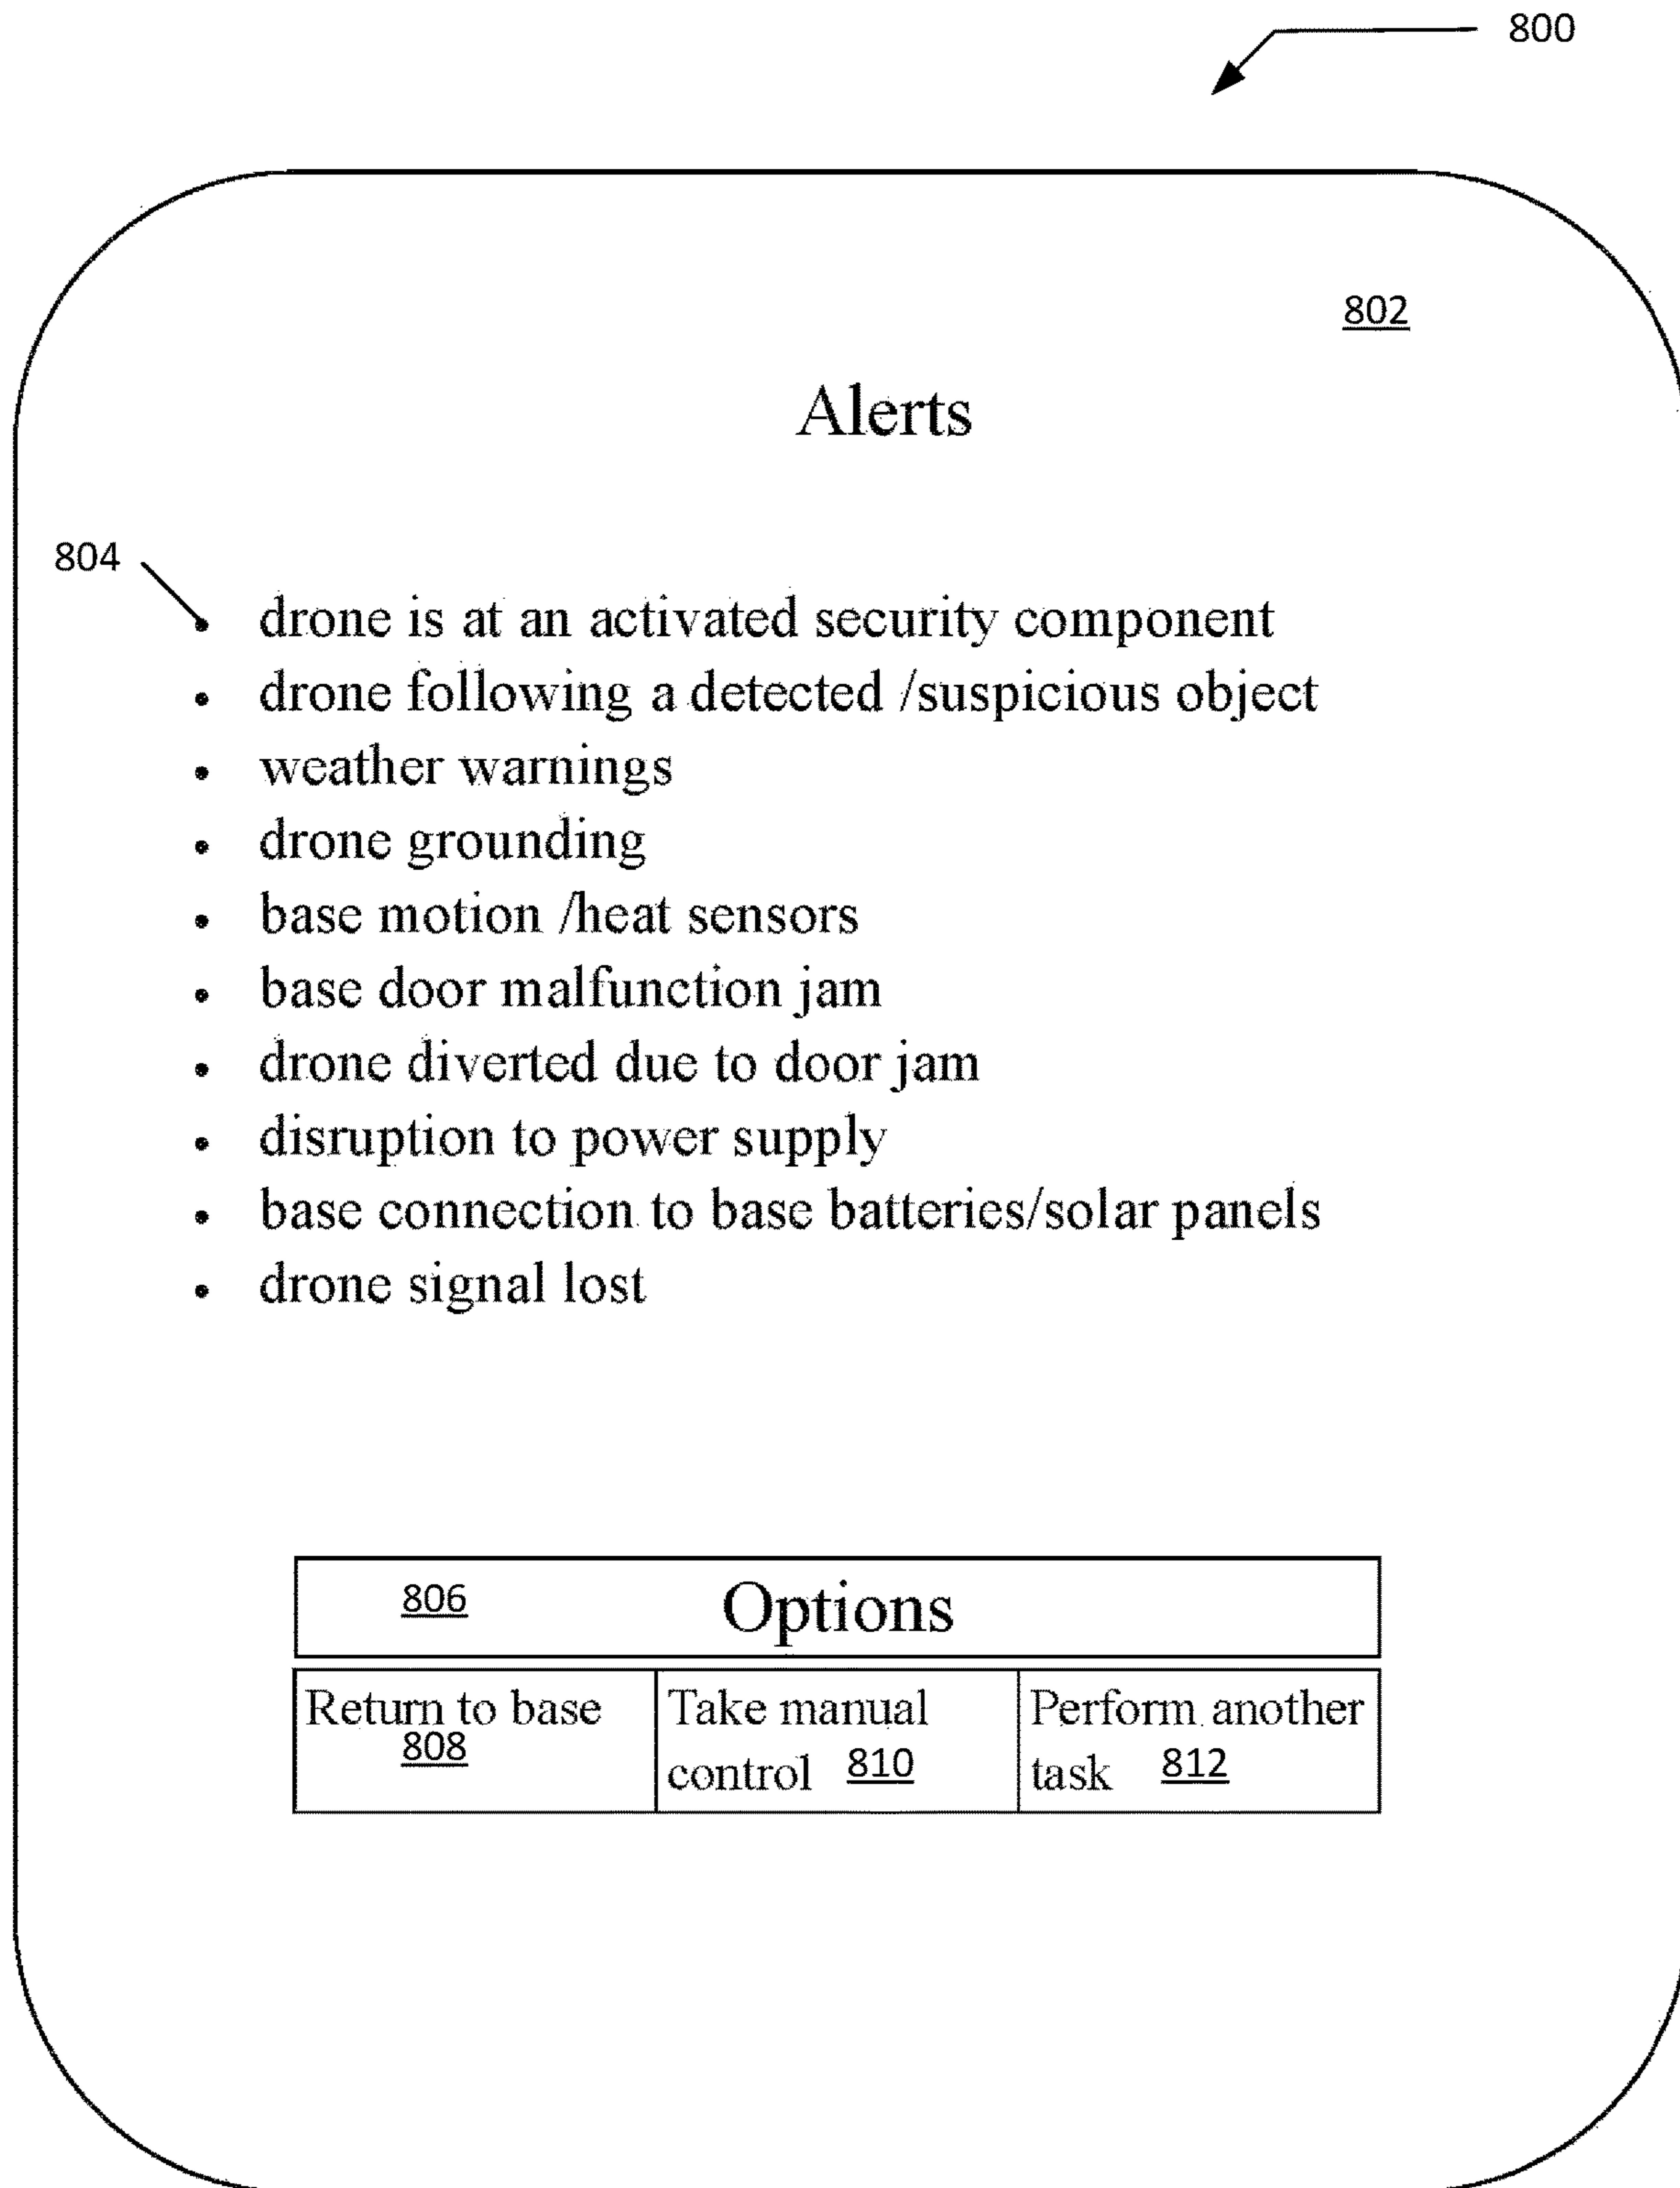 800
802
Alerts
804
• drone is at an activated security component
• drone following a detected /suspicious object
• weather warnings
• drone grounding
• base motion /heat sensors
• base door malfunction jam
• drone diverted due to door jam
• disruption to power supply
• base connection to base batteries/solar panels
• drone signal lost
806 Options
Return to base
808
Take manual
control 810
Perform another
task 812